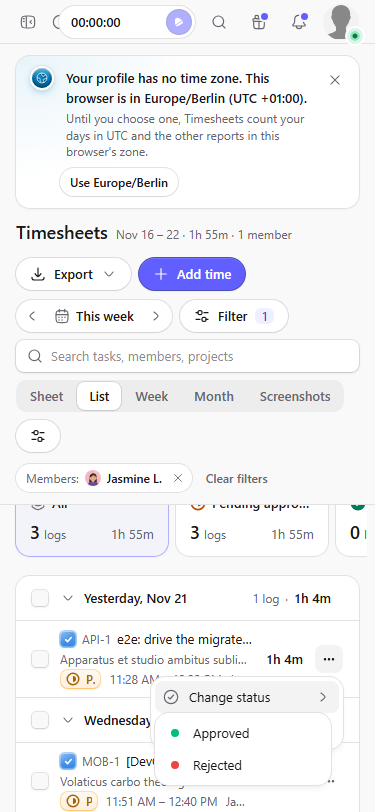 00:00:00
Your profile has no time zone. This
browser is in Europe/Berlin (UTC +01:00).
Until you choose one, Timesheets count your
days in UTC and the other reports in this
browser's zone.
Use Europe/Berlin
Timesheets Nov 16 – 22 · 1h 55m · 1 member
Export
Add time
This week
Filter 1
Search tasks, members, projects
Sheet List Week Month Screenshots
Members: Jasmine L. Clear filters
All
3 logs 1h 55m
3 logs 1h 55m
0
Yesterday, Nov 21 1 log · 1h 4m
API-1 e2e: drive the migrate...
Apparatus et studio ambitus subli... 1h 4m
P. 11:28 AM
Change status
Wednesday
Approved
MOB-1
Rejected
Volaticus carbo
P. 11:51 AM – 12:40 PM Ja...